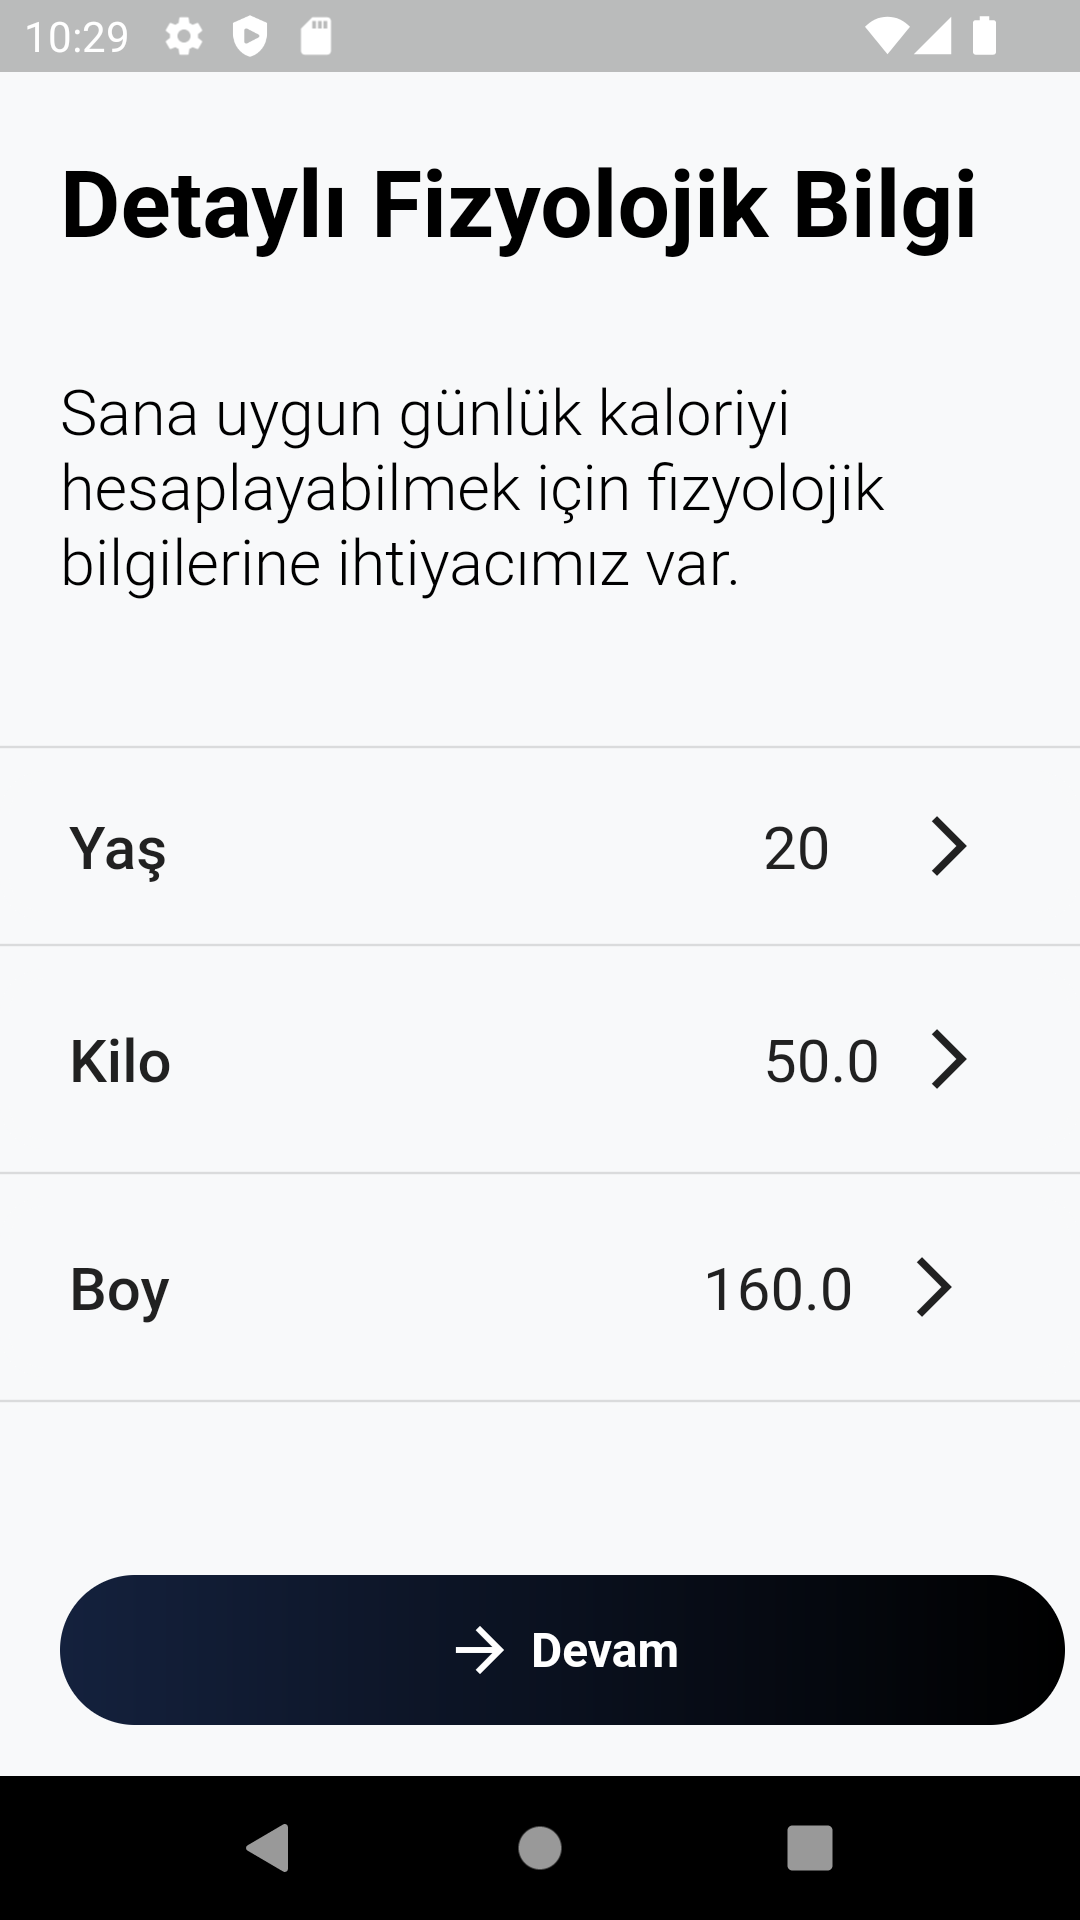 10:29
Detaylı Fizyolojik Bilgi
Sana uygun günlük kaloriyi
hesaplayabilmek için fizyolojik
bilgilerine ihtiyacımız var.
Yaş 20
Kilo 50.0
Boy 160.0
Devam